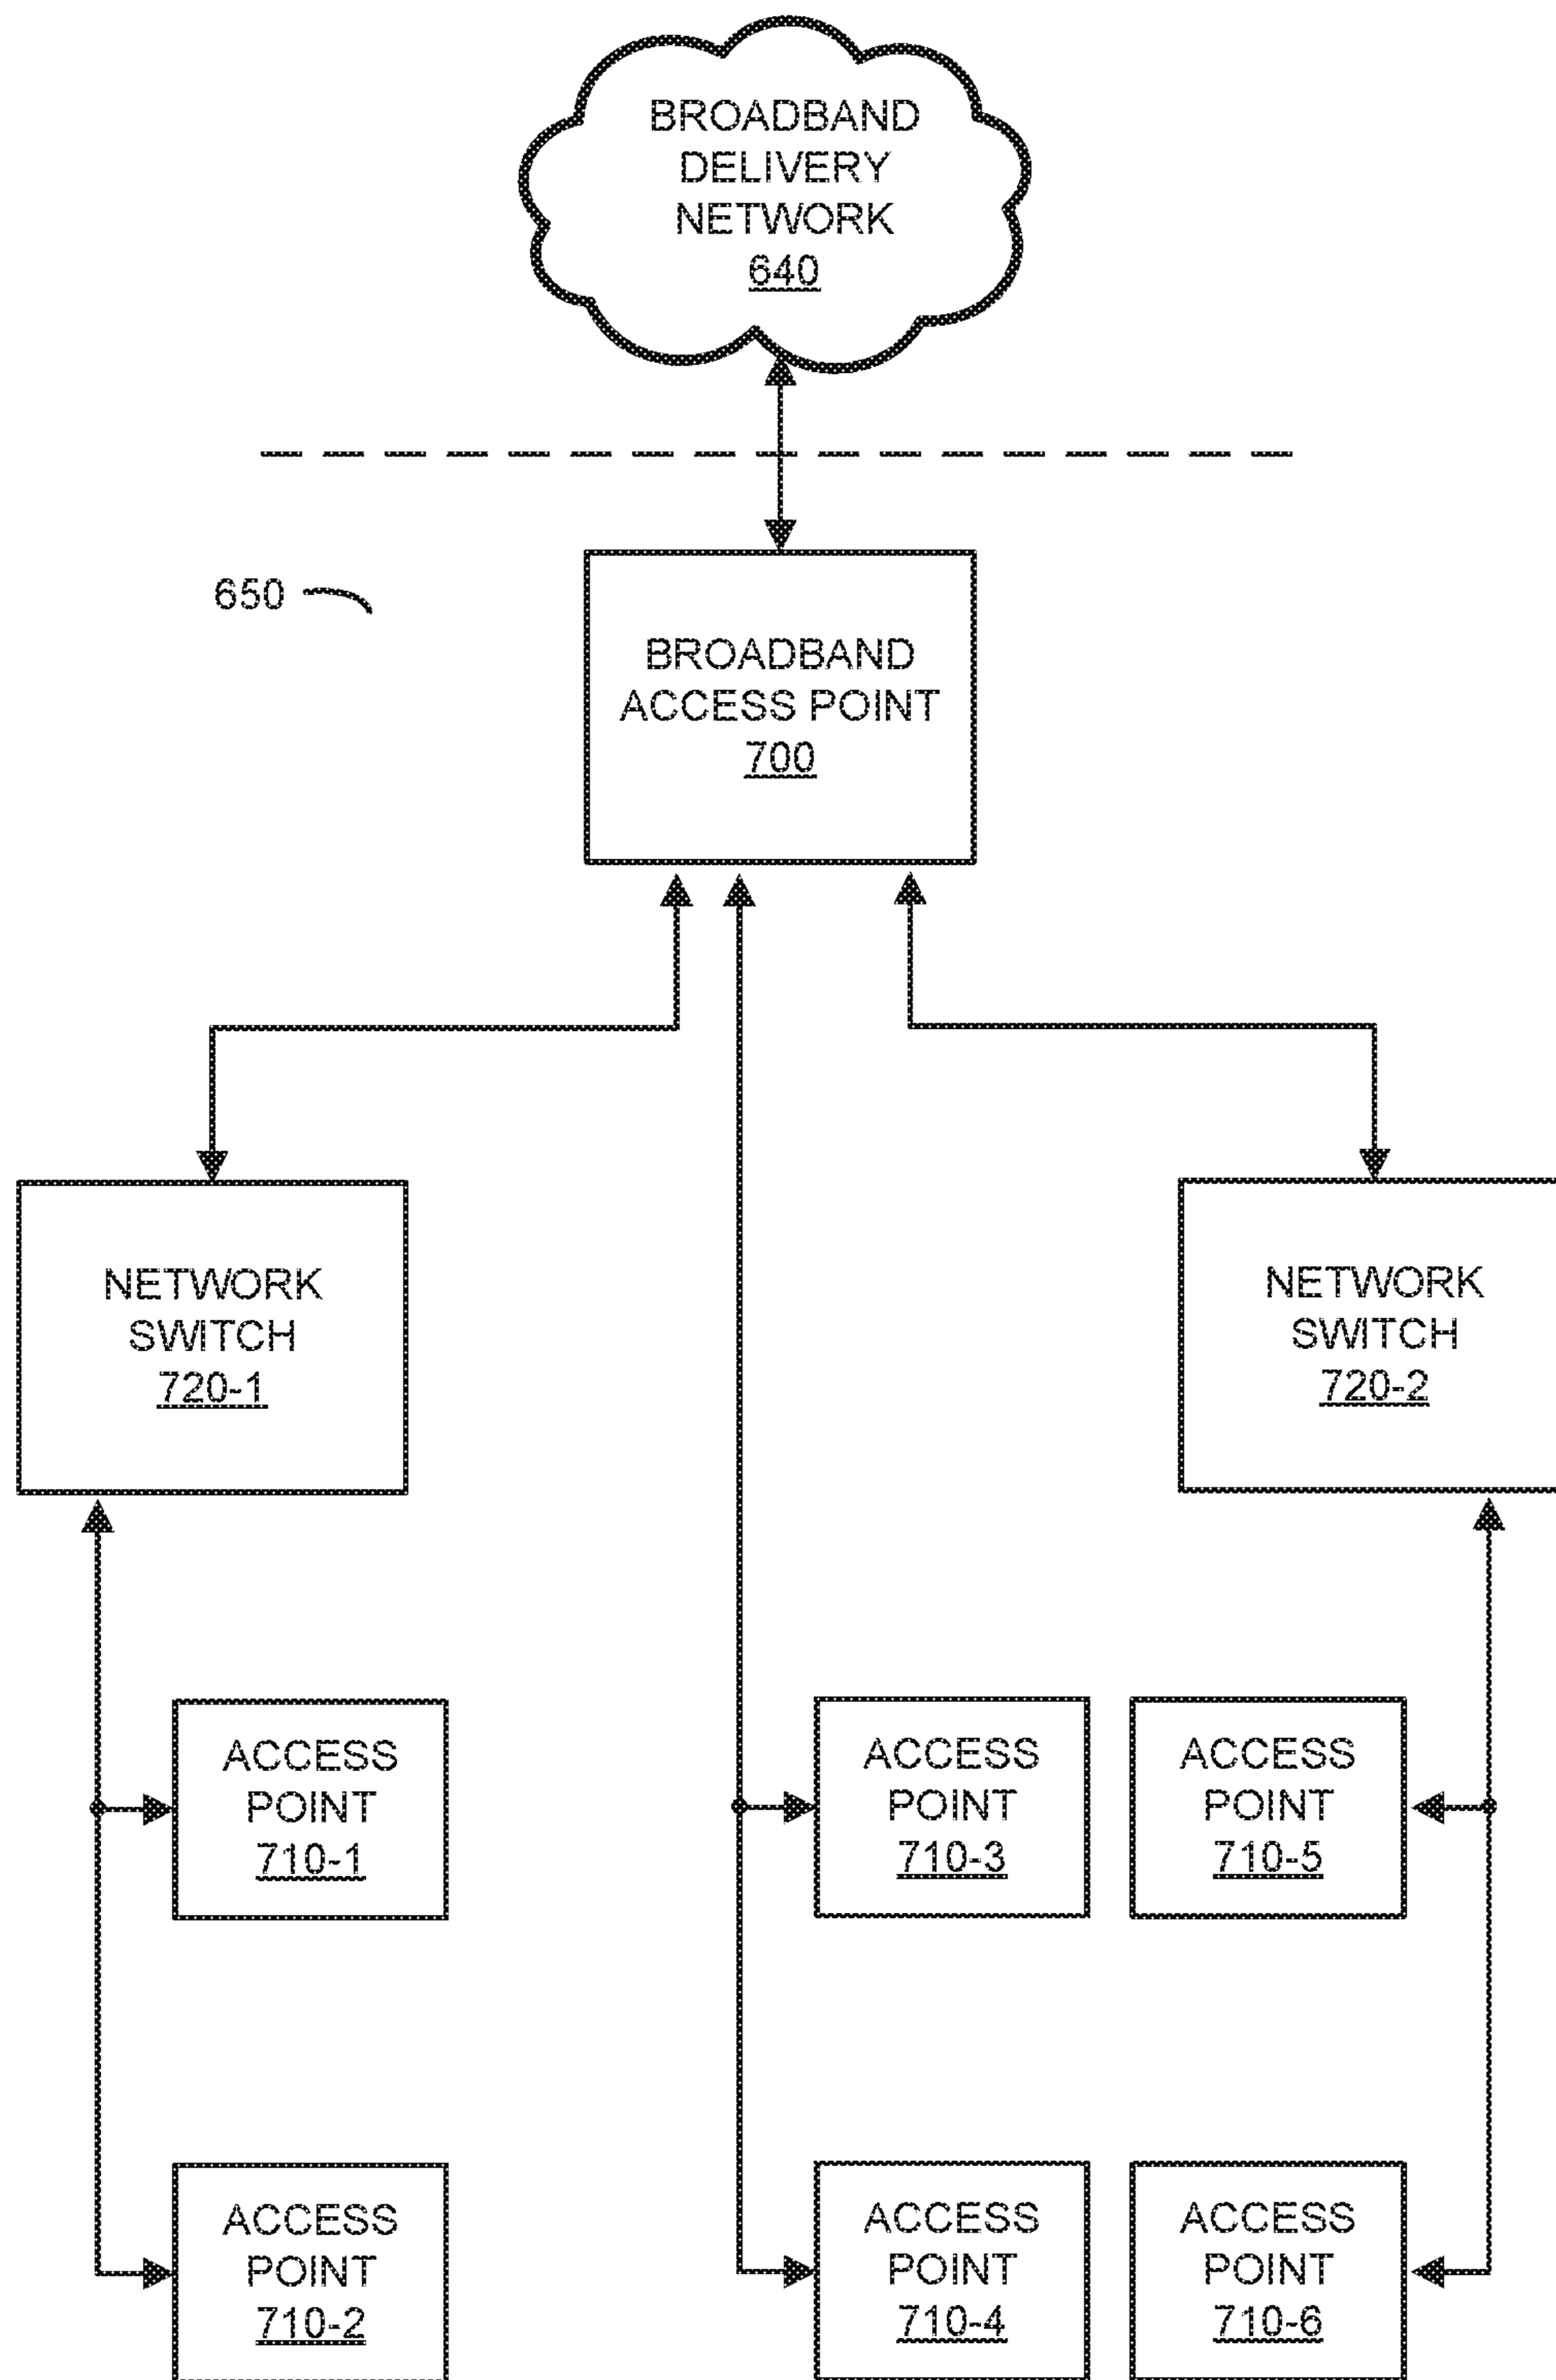 BROADBAND
DELIVERY
NETWORK
640
650
BROADBAND
ACCESS POINT
700
NETWORK
SWITCH
720-1
NETWORK
SWITCH
720-2
ACCESS
POINT
710-1
ACCESS
POINT
710-3
ACCESS
POINT
710-5
ACCESS
POINT
710-2
ACCESS
POINT
710-4
ACCESS
POINT
710-6